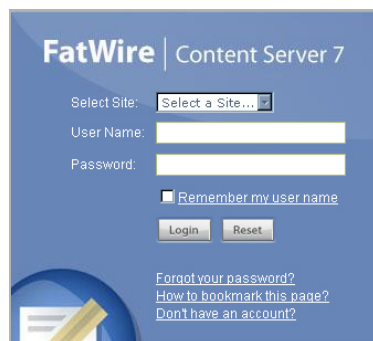 FatWire | Content Server 7
Select Site: Select a Site...
User Name:
Password:
Remember my user name
Login Reset
Forgot your password?
How to bookmark this page?
Don't have an account?